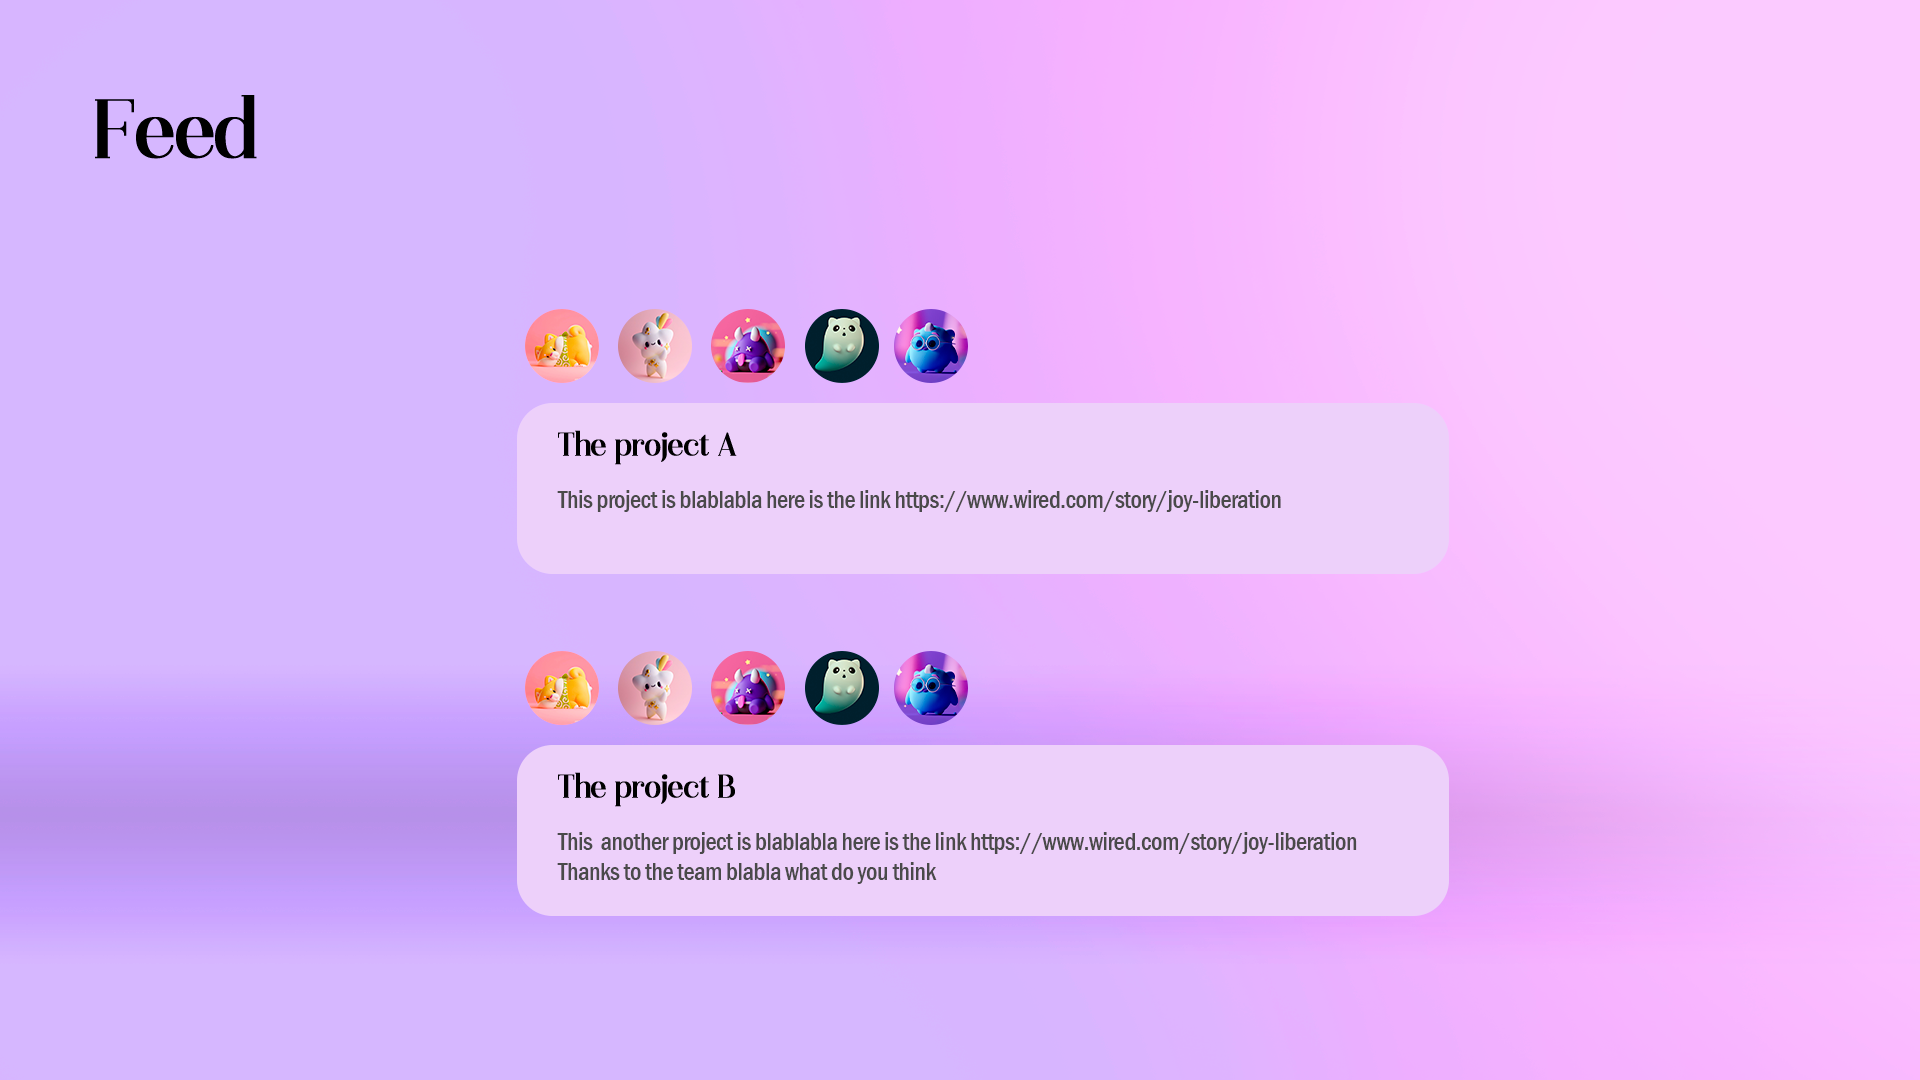 Feed
The project A
This project is blablabla here is the link https://www.wired.com/story/joy-liberation
The project B
This  another project is blablabla here is the link https://www.wired.com/story/joy-liberation
Thanks to the team blabla what do you think